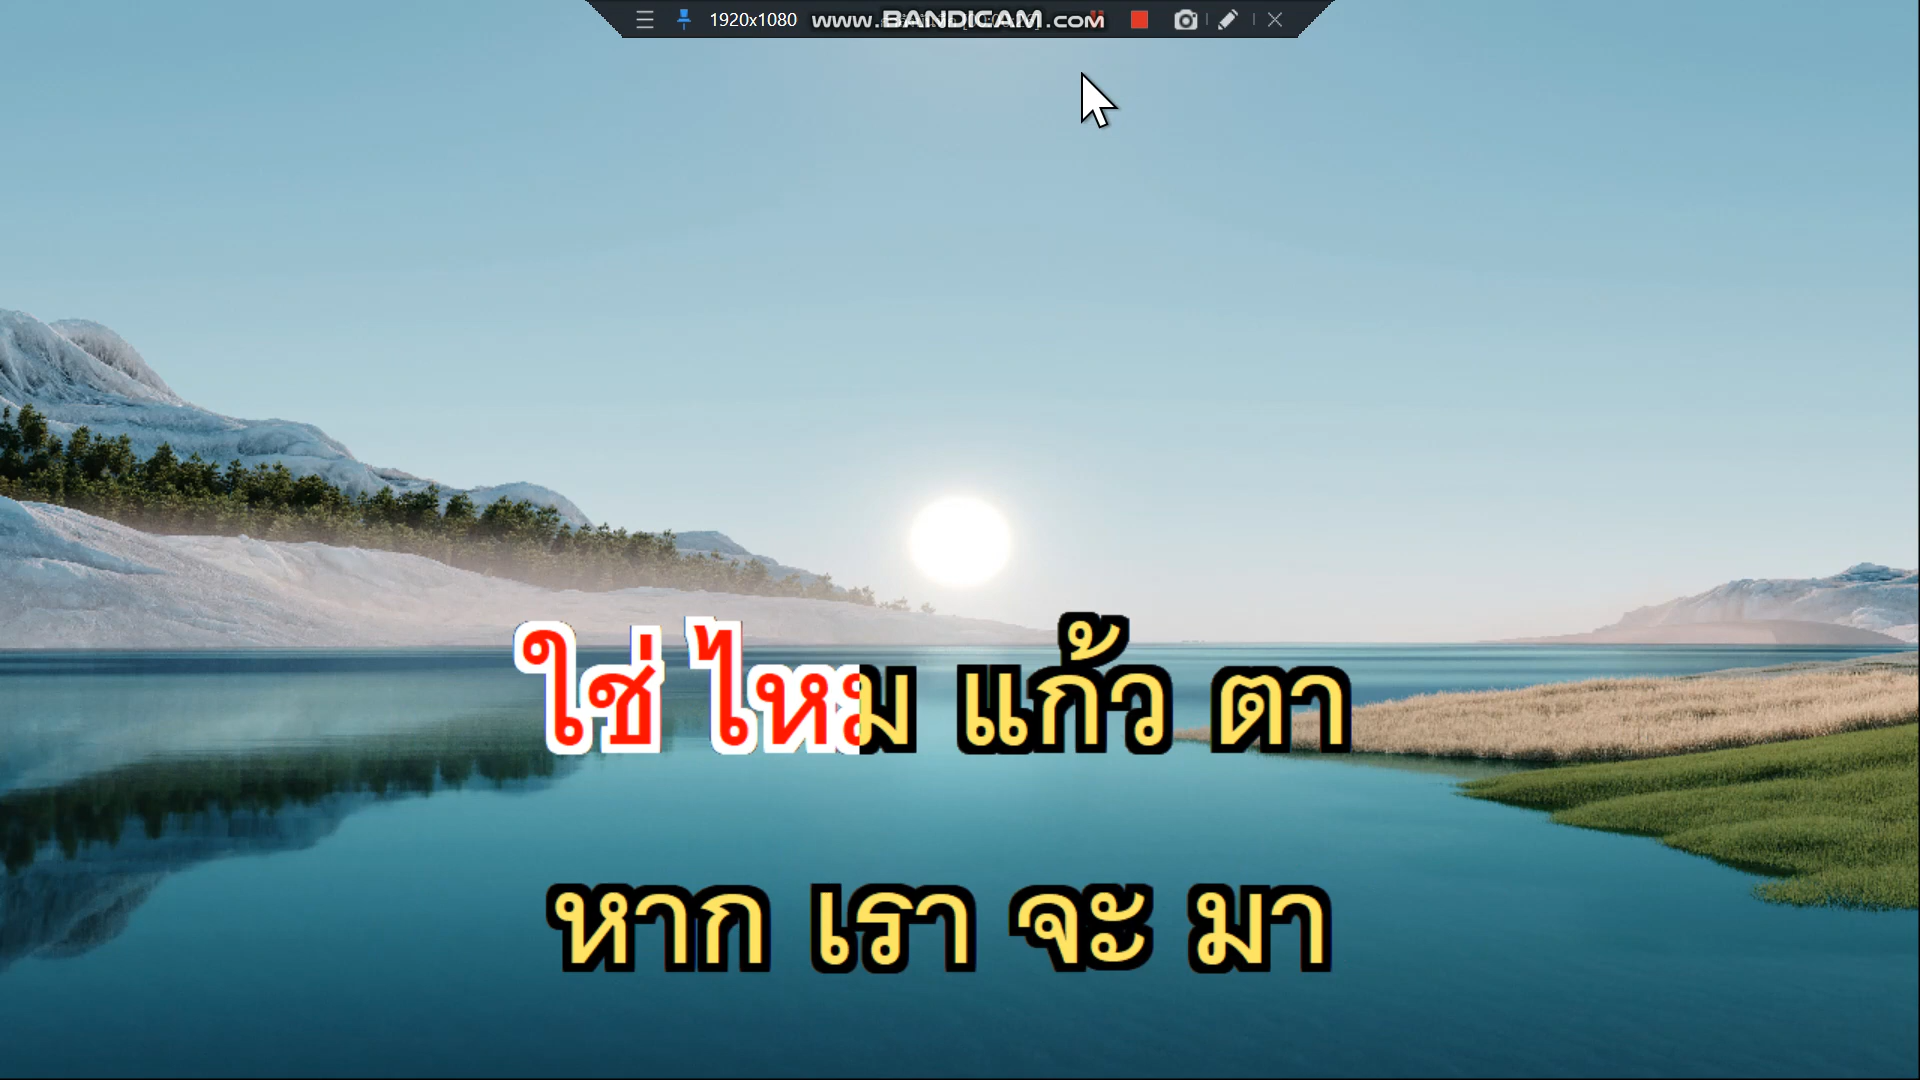 1920x1080 www.BANDICAM.com
ใช่ ไหม แก้ว ตา
หาก เรา จะ มา